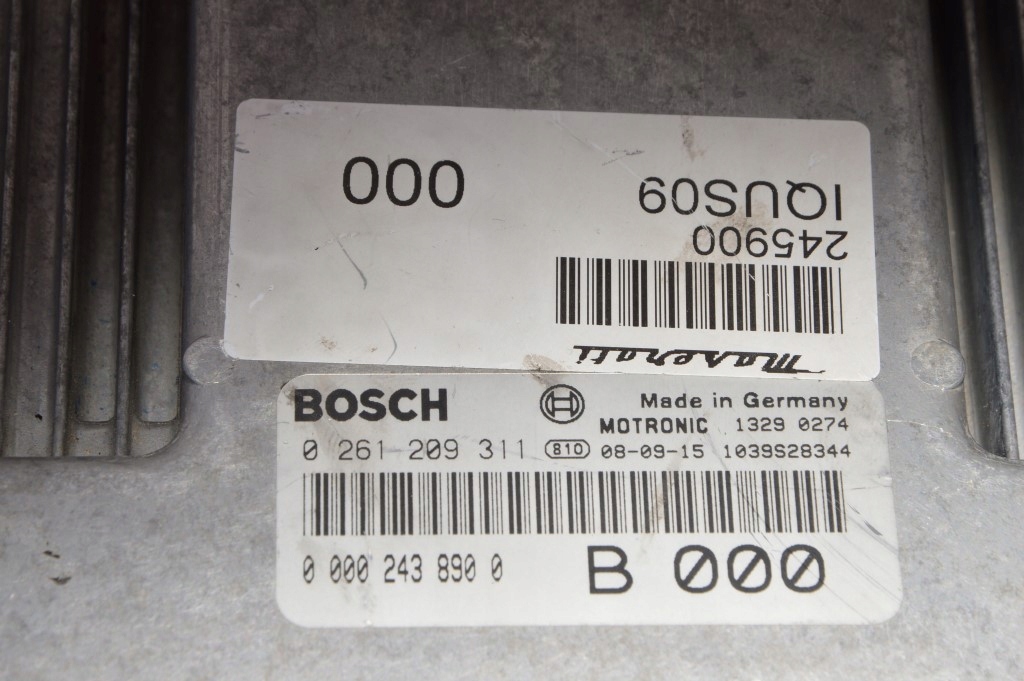 maserati
245900
IQUS09
000
BOSCH
Made in Germany
MOTRONIC 1329 0274
0 261 209 311 810 08-09-15 1039S28344
0 000 243 890 0
B 000